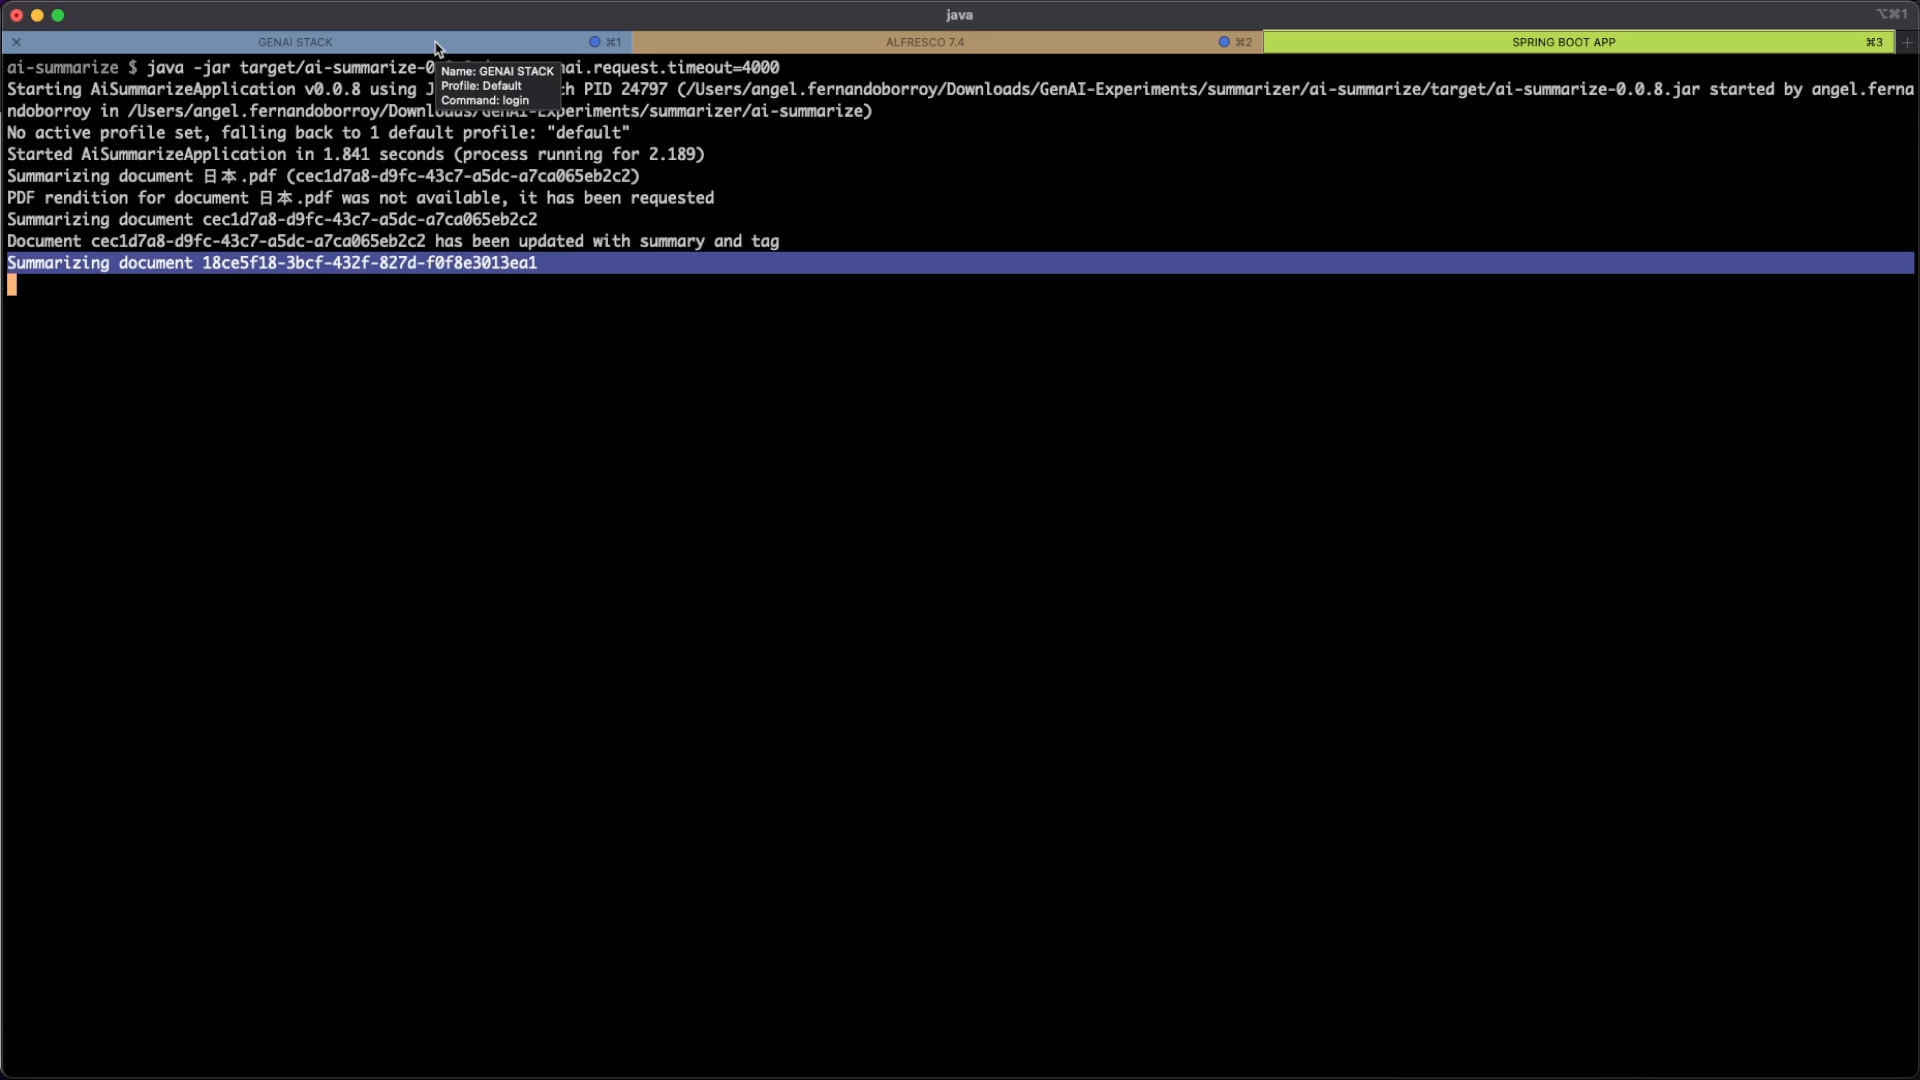 java
⌥⌘1
GENAI STACK
⌘1
ALFRESCO 7.4
⌘2
SPRING BOOT APP
⌘3
ai-summarize $ java -jar target/ai-summarize-0 ai.request.timeout=4000
Name: GENAI STACK
Profile: Default
Command: login
Starting AiSummarizeApplication v0.0.8 using PID 24797 (/Users/angel.fernandoborroy/Downloads/GenAI-Experiments/summarizer/ai-summarize/target/ai-summarize-0.0.8.jar started by angel.ferna
ndoborroy in /Users/angel.fernandoborroy/Downloads/GenAI-Experiments/summarizer/ai-summarize)
No active profile set, falling back to 1 default profile: "default"
Started AiSummarizeApplication in 1.841 seconds (process running for 2.189)
Summarizing document 日本.pdf (cec1d7a8-d9fc-43c7-a5dc-a7ca065eb2c2)
PDF rendition for document 日本.pdf was not available, it has been requested
Summarizing document cec1d7a8-d9fc-43c7-a5dc-a7ca065eb2c2
Document cec1d7a8-d9fc-43c7-a5dc-a7ca065eb2c2 has been updated with summary and tag
Summarizing document 18ce5f18-3bcf-432f-827d-f0f8e3013ea1